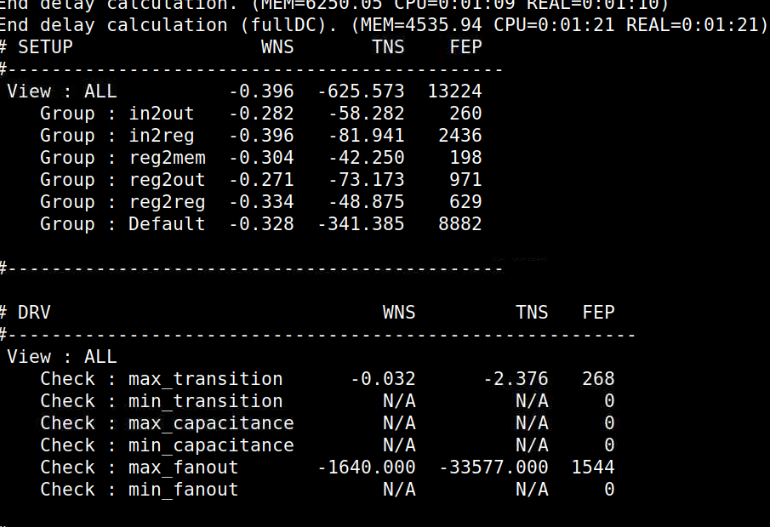 End delay calculation. (MEM=6250.05 CPU=0:01:09 REAL=0:01:10)
End delay calculation (fullDC). (MEM=4535.94 CPU=0:01:21 REAL=0:01:21)
# SETUP WNS TNS FEP
#---------------------------------------------
View : ALL -0.396 -625.573 13224
Group : in2out -0.282 -58.282 260
Group : in2reg -0.396 -81.941 2436
Group : reg2mem -0.304 -42.250 198
Group : reg2out -0.271 -73.173 971
Group : reg2reg -0.334 -48.875 629
Group : Default -0.328 -341.385 8882
#---------------------------------------------
# DRV WNS TNS FEP
#---------------------------------------------------------
View : ALL
Check : max_transition -0.032 -2.376 268
Check : min_transition N/A N/A 0
Check : max_capacitance N/A N/A 0
Check : min_capacitance N/A N/A 0
Check : max_fanout -1640.000 -33577.000 1544
Check : min_fanout N/A N/A 0